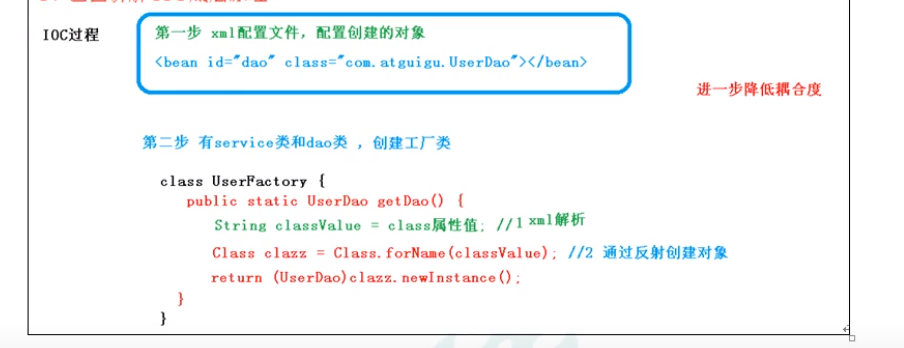 IOC过程
第一步 xml配置文件，配置创建的对象
<bean id="dao" class="com.atguigu.UserDao"></bean>
进一步降低耦合度
第二步 有service类和dao类 ，创建工厂类
class UserFactory {
public static UserDao getDao() {
String classValue = class属性值; //1 xml解析
Class clazz = Class.forName(classValue); //2 通过反射创建对象
return (UserDao)clazz.newInstance();
}
}